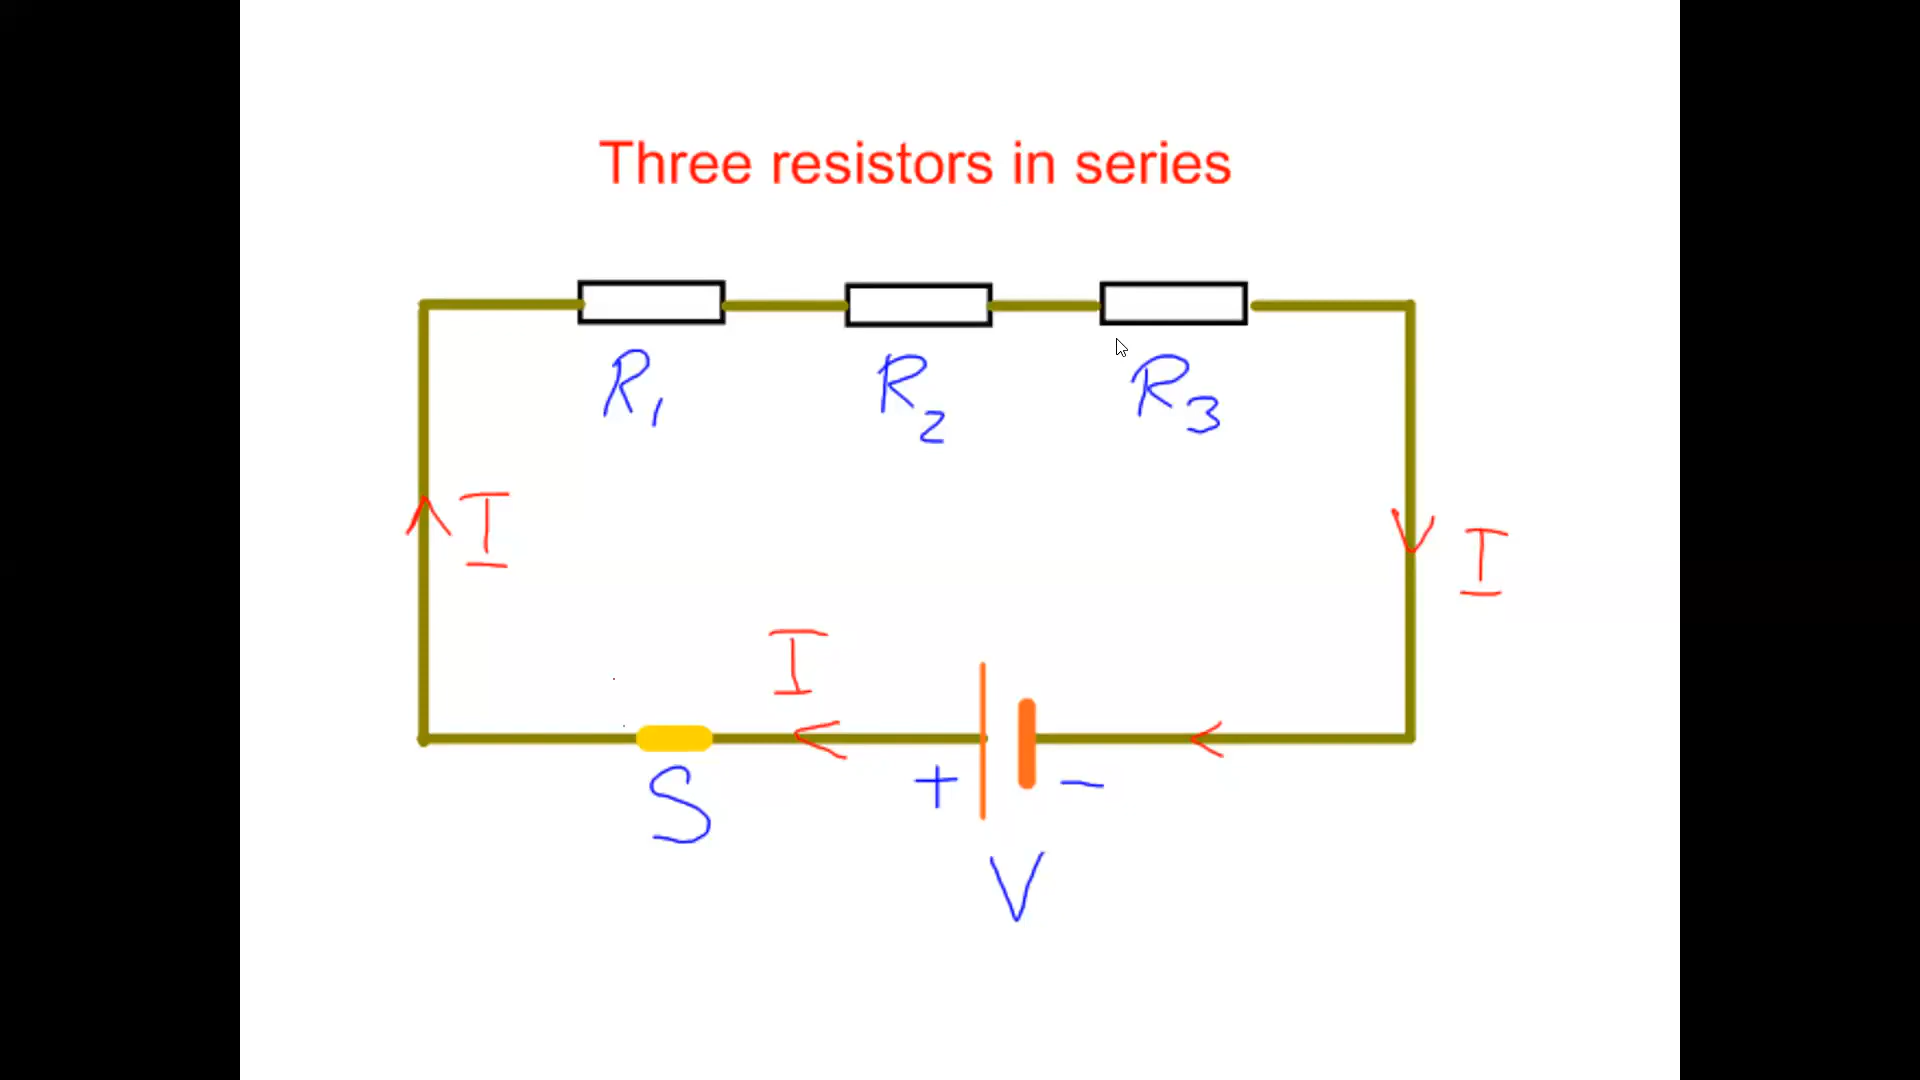 Three resistors in series
R1 R2 R3
I I
I
S + − V